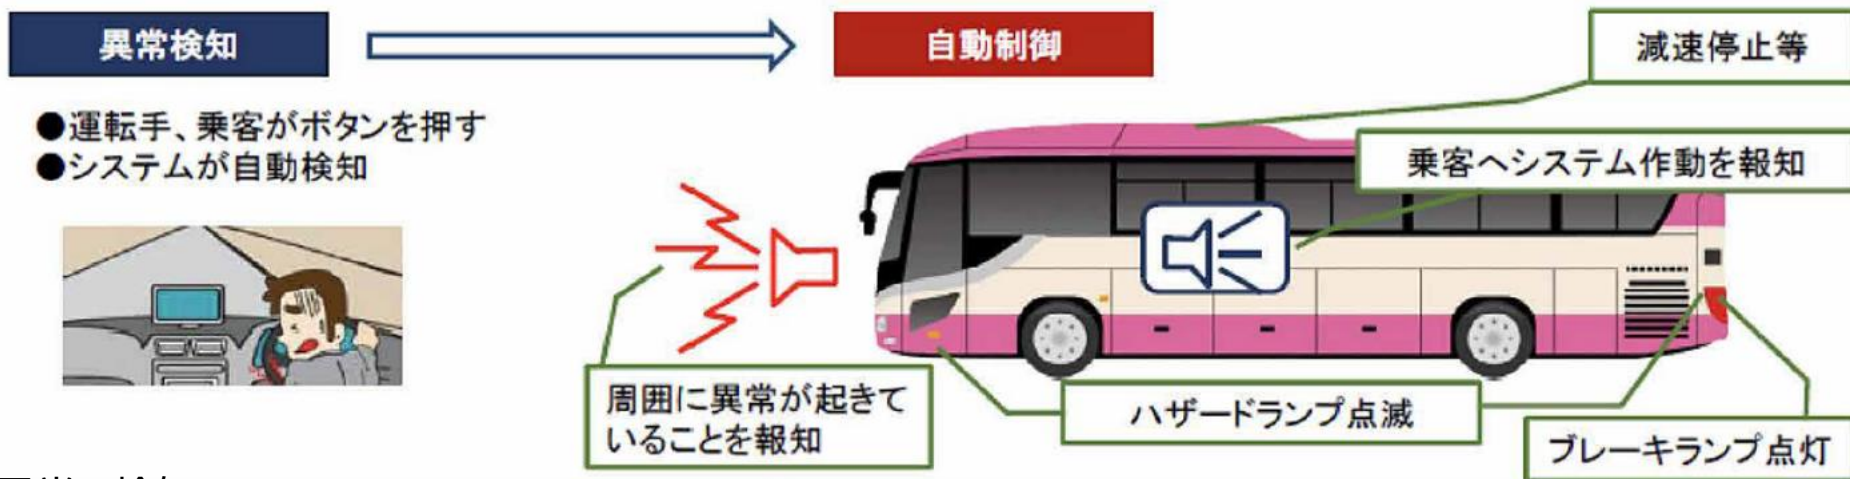 異常検知
自動制御
減速停止等
●運転手、乗客がボタンを押す
●システムが自動検知
乗客へシステム作動を報知
周囲に異常が起きて
いることを報知
ハザードランプ点滅
ブレーキランプ点灯